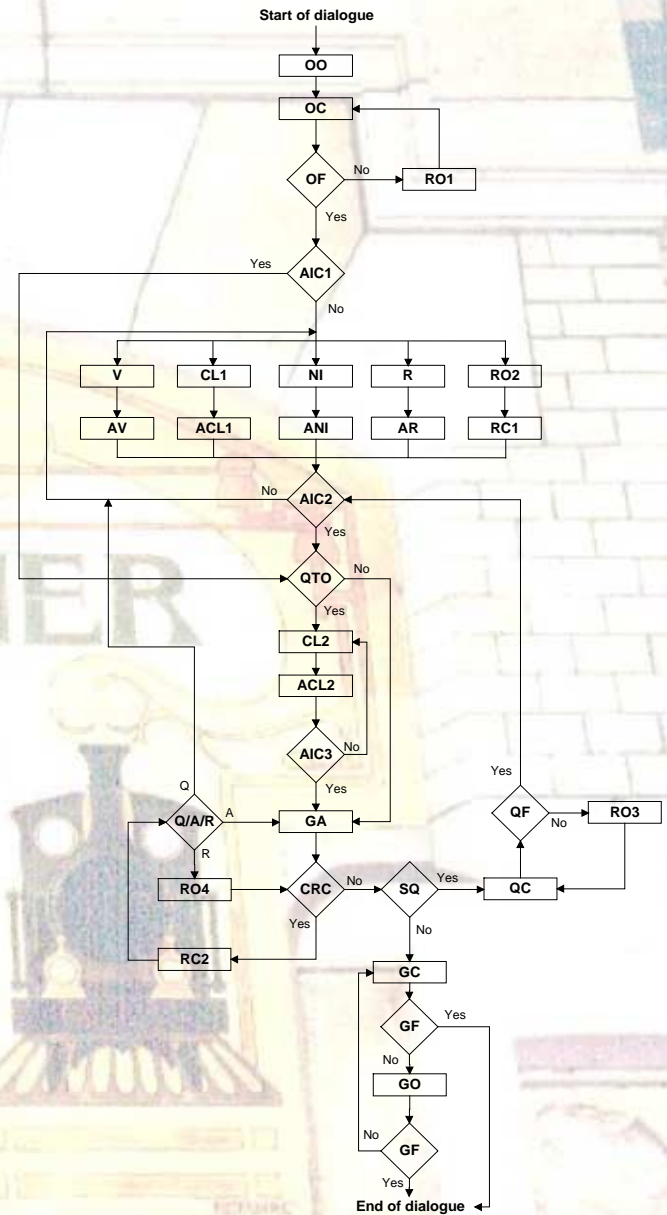 Start of dialogue
OO
OC
OF
No
RO1
Yes
Yes
AIC1
No
V
CL1
NI
R
RO2
AV
ACL1
ANI
AR
RC1
No
AIC2
Yes
QTO
No
NER
Yes
CL2
ACL2
AIC3
No
Yes
Q
Yes
Q/A/R
A
GA
QF
No
RO3
R
RO4
CRC
No
SQ
Yes
QC
Yes
No
RC2
GC
GF
Yes
No
GO
No
GF
Yes
End of dialogue